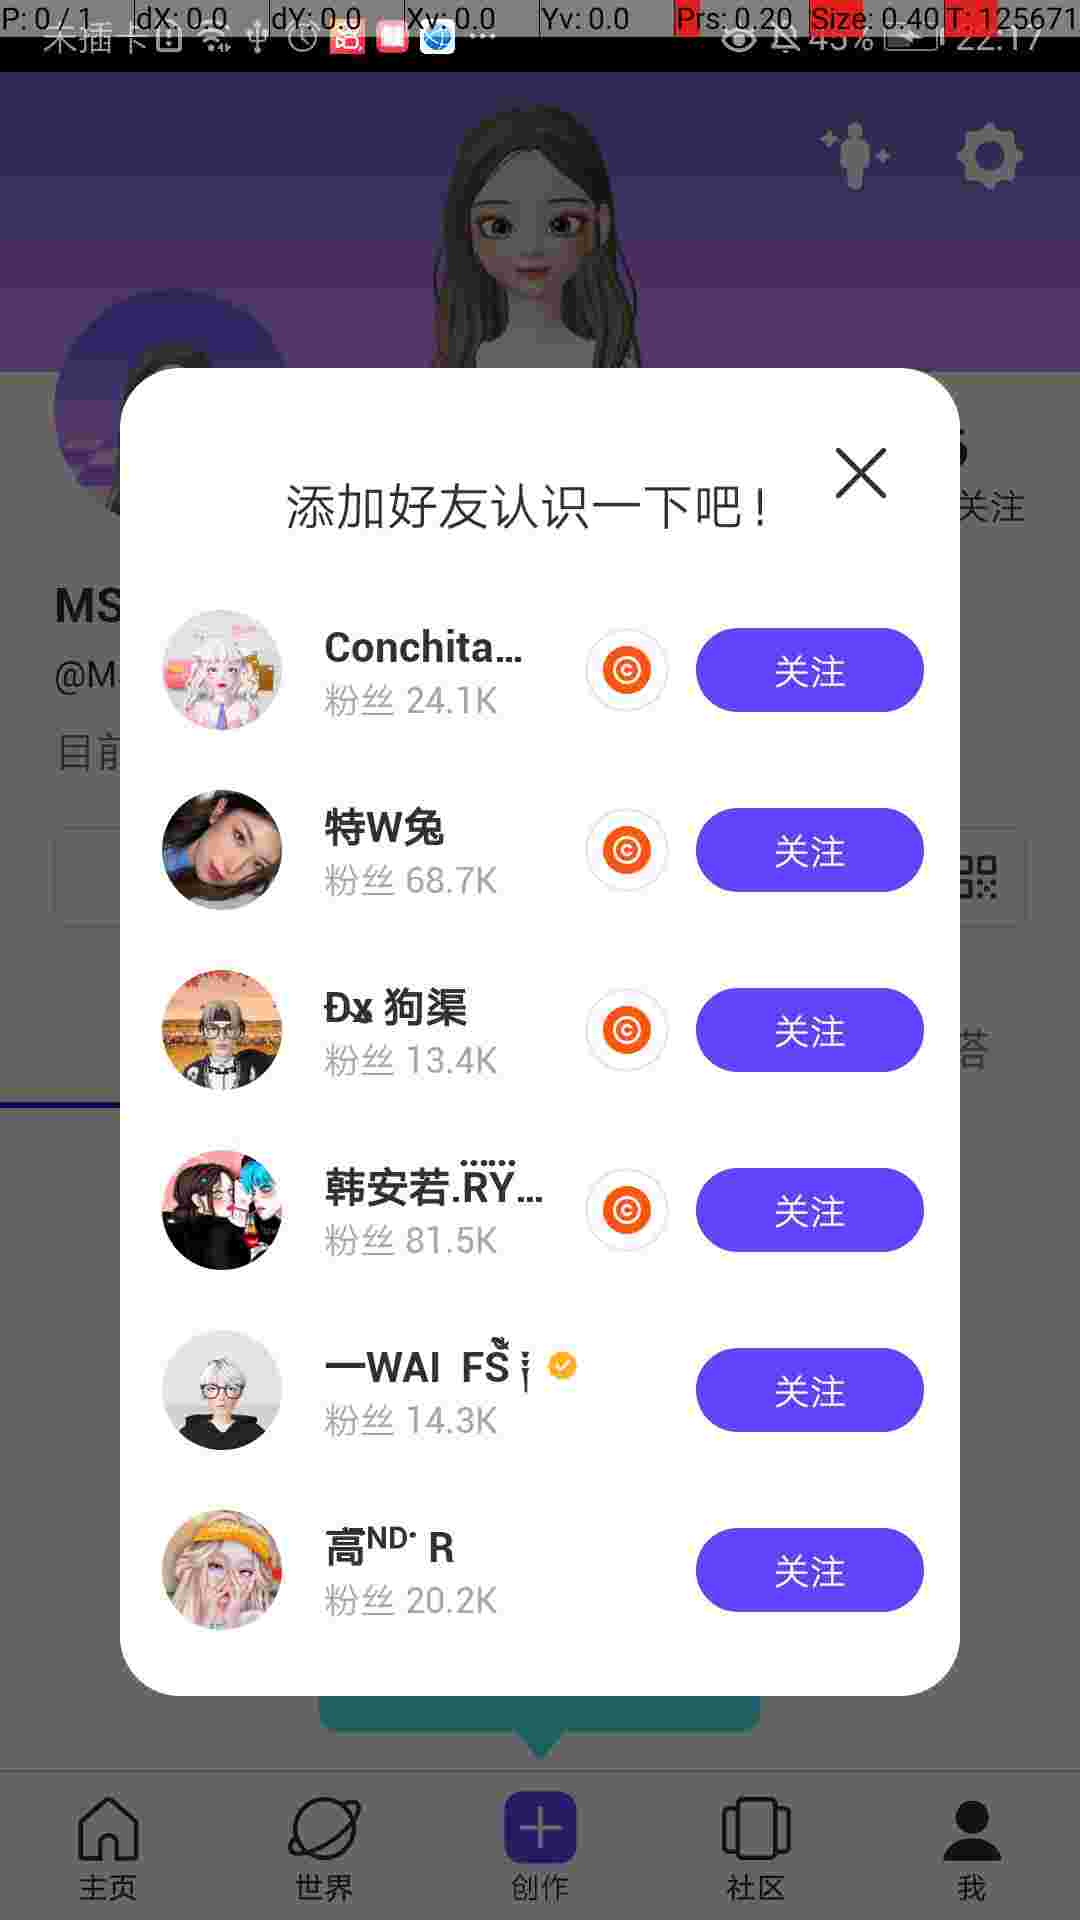 P: 0 / 1 dX: 0.0 dY: 0.0 Xv: 0.0 Yv: 0.0 Prs: 0.20 Size: 0.40 T: 125671
未插卡 45% 22:17
添加好友认识一下吧!
关注
MS
Conchita...
粉丝 24.1K
关注
@M
目前
特W兔
粉丝 68.7K
关注
狗渠
粉丝 13.4K
关注
答
韩安若.RY...
粉丝 81.5K
关注
一WAI FS
粉丝 14.3K
关注
高ND· R
粉丝 20.2K
关注
主页 世界 创作 社区 我